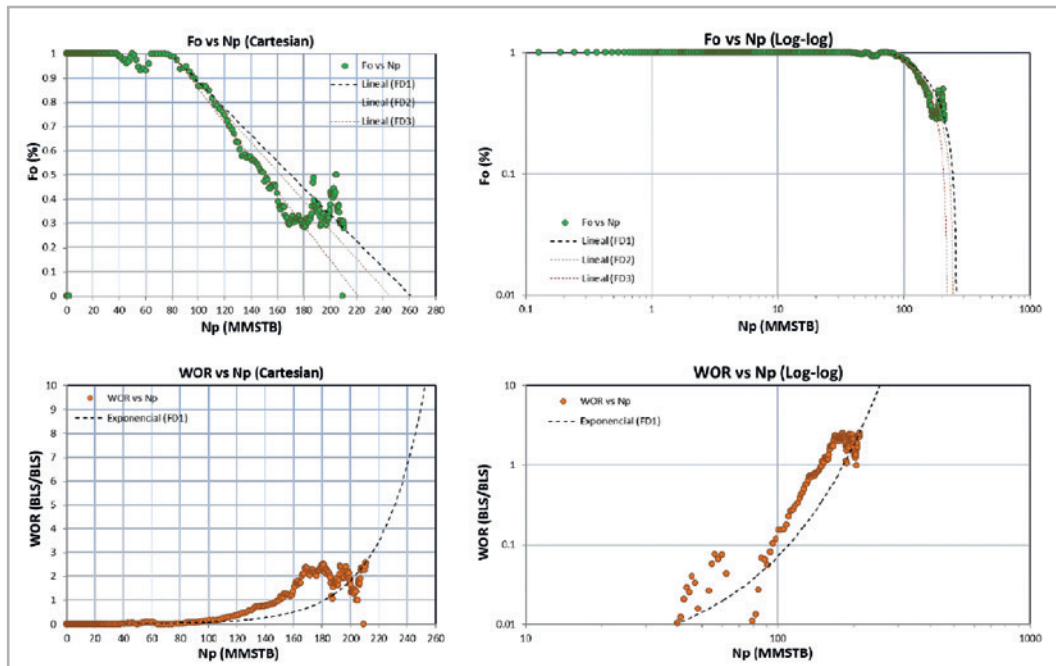 Fo vs Np (Cartesian)
Fo (%)
1
0.9
0.8
0.7
0.6
0.5
0.4
0.3
0.2
0.1
0
Fo vs Np
Lineal (FD1)
Lineal (FD2)
Lineal (FD3)
0 20 40 60 80 100 120 140 160 180 200 220 240 260 280
Np (MMSTB)
Fo vs Np (Log-log)
Fo (%)
1
0.1
0.01
Fo vs Np
Lineal (FD1)
Lineal (FD2)
Lineal (FD3)
0.1 1 10 100 1000
Np (MMSTB)
WOR vs Np (Cartesian)
WOR (BLS/BLS)
10
9
8
7
6
5
4
3
2
1
0
WOR vs Np
Exponencial (FD1)
0 20 40 60 80 100 120 140 160 180 200 220 240 260
Np (MMSTB)
WOR vs Np (Log-log)
WOR (BLS/BLS)
10
1
0.1
0.01
WOR vs Np
Exponencial (FD1)
10 100 1000
Np (MMSTB)